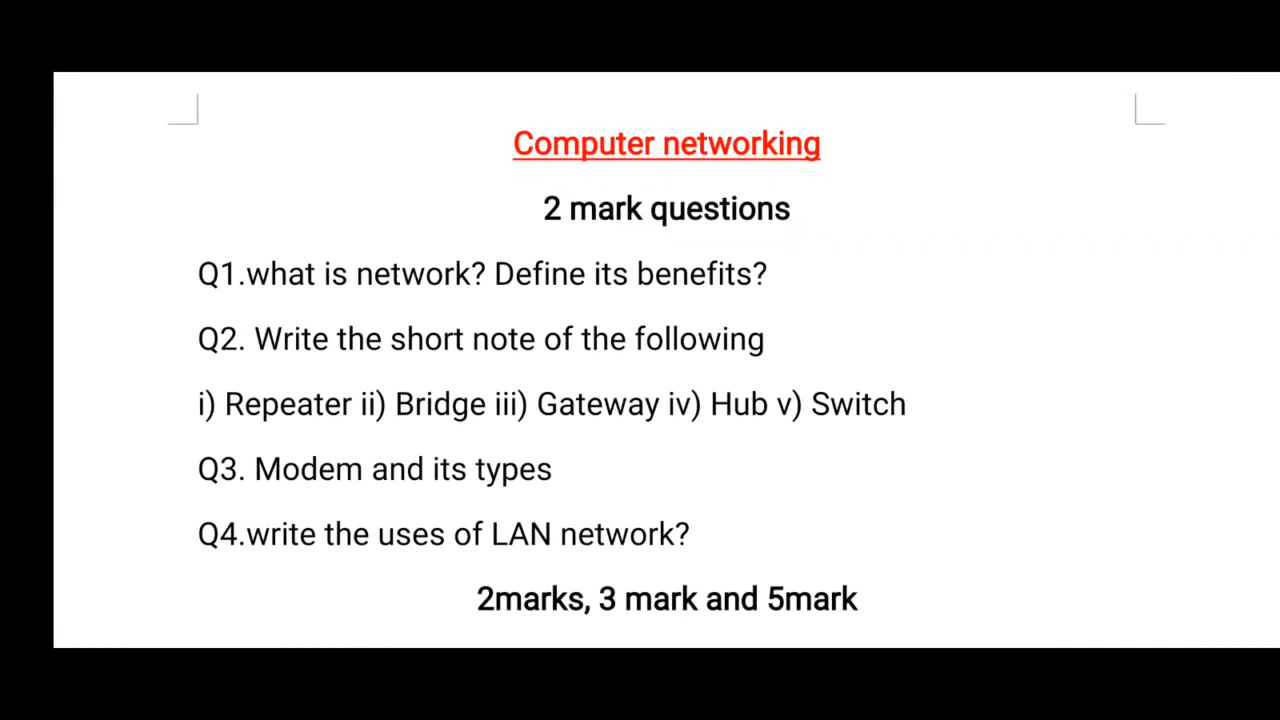 Computer networking
2 mark questions
Q1.what is network? Define its benefits?
Q2. Write the short note of the following
i) Repeater ii) Bridge iii) Gateway iv) Hub v) Switch
Q3. Modem and its types
Q4.write the uses of LAN network?
2marks, 3 mark and 5mark